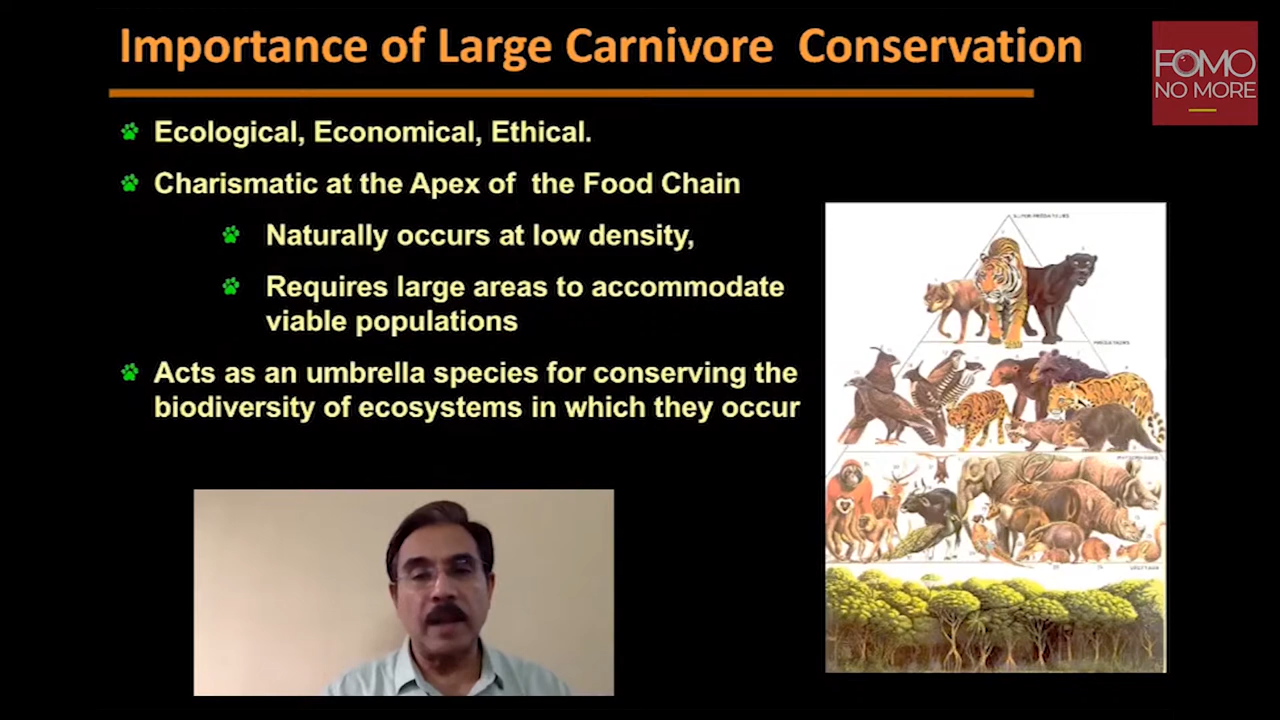 Importance of Large Carnivore Conservation
FOMO
NO MORE
Ecological, Economical, Ethical.
Charismatic at the Apex of the Food Chain
Naturally occurs at low density,
Requires large areas to accommodate
viable populations
Acts as an umbrella species for conserving the
biodiversity of ecosystems in which they occur